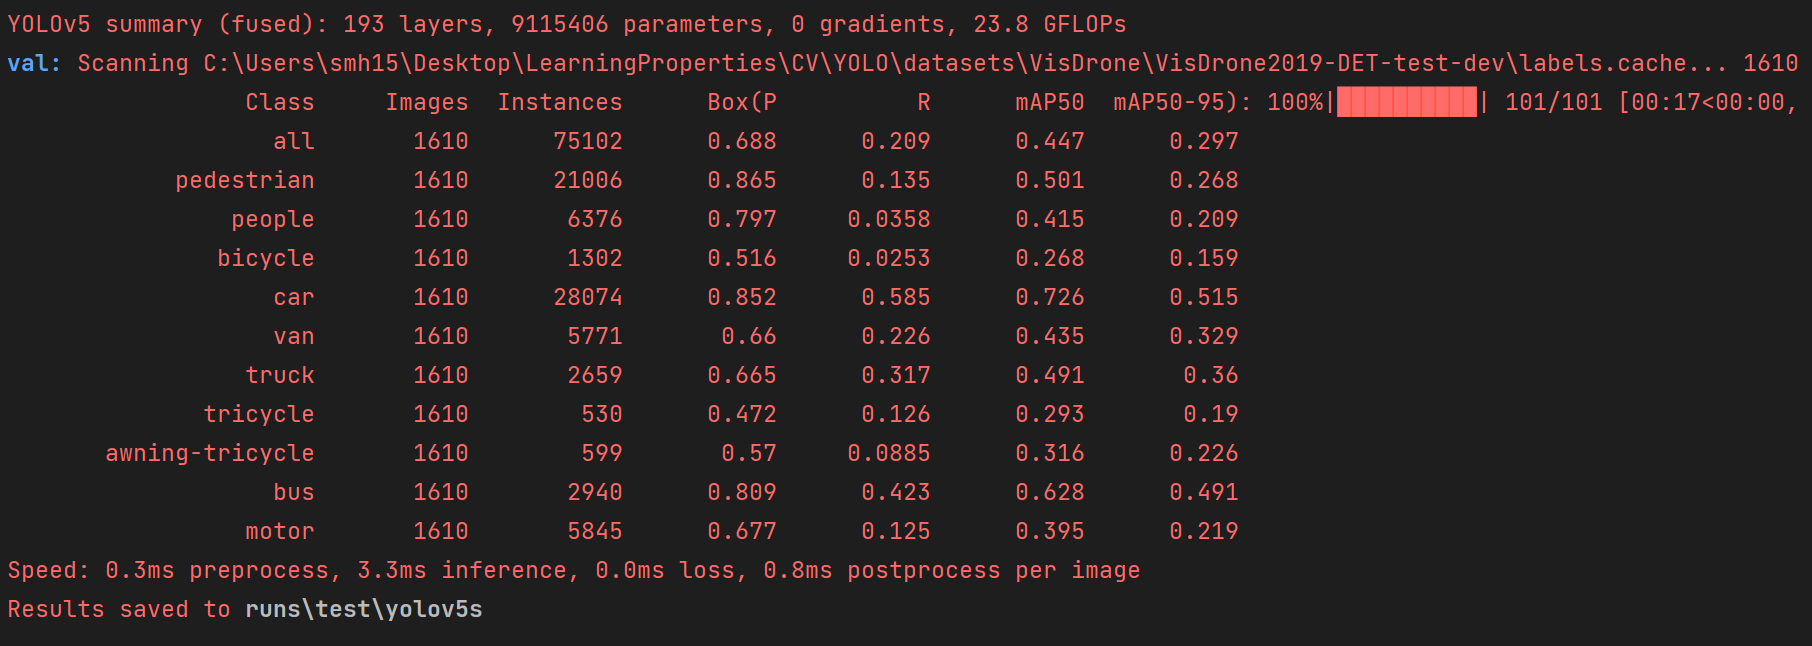 YOLOv5 summary (fused): 193 layers, 9115406 parameters, 0 gradients, 23.8 GFLOPs
val: Scanning C:\Users\smh15\Desktop\LearningProperties\CV\YOLO\datasets\VisDrone\VisDrone2019-DET-test-dev\labels.cache... 1610
Class Images Instances Box(P R mAP50 mAP50-95): 100%|██████████| 101/101 [00:17<00:00,
all 1610 75102 0.688 0.209 0.447 0.297
pedestrian 1610 21006 0.865 0.135 0.501 0.268
people 1610 6376 0.797 0.0358 0.415 0.209
bicycle 1610 1302 0.516 0.0253 0.268 0.159
car 1610 28074 0.852 0.585 0.726 0.515
van 1610 5771 0.66 0.226 0.435 0.329
truck 1610 2659 0.665 0.317 0.491 0.36
tricycle 1610 530 0.472 0.126 0.293 0.19
awning-tricycle 1610 599 0.57 0.0885 0.316 0.226
bus 1610 2940 0.809 0.423 0.628 0.491
motor 1610 5845 0.677 0.125 0.395 0.219
Speed: 0.3ms preprocess, 3.3ms inference, 0.0ms loss, 0.8ms postprocess per image
Results saved to runs\test\yolov5s